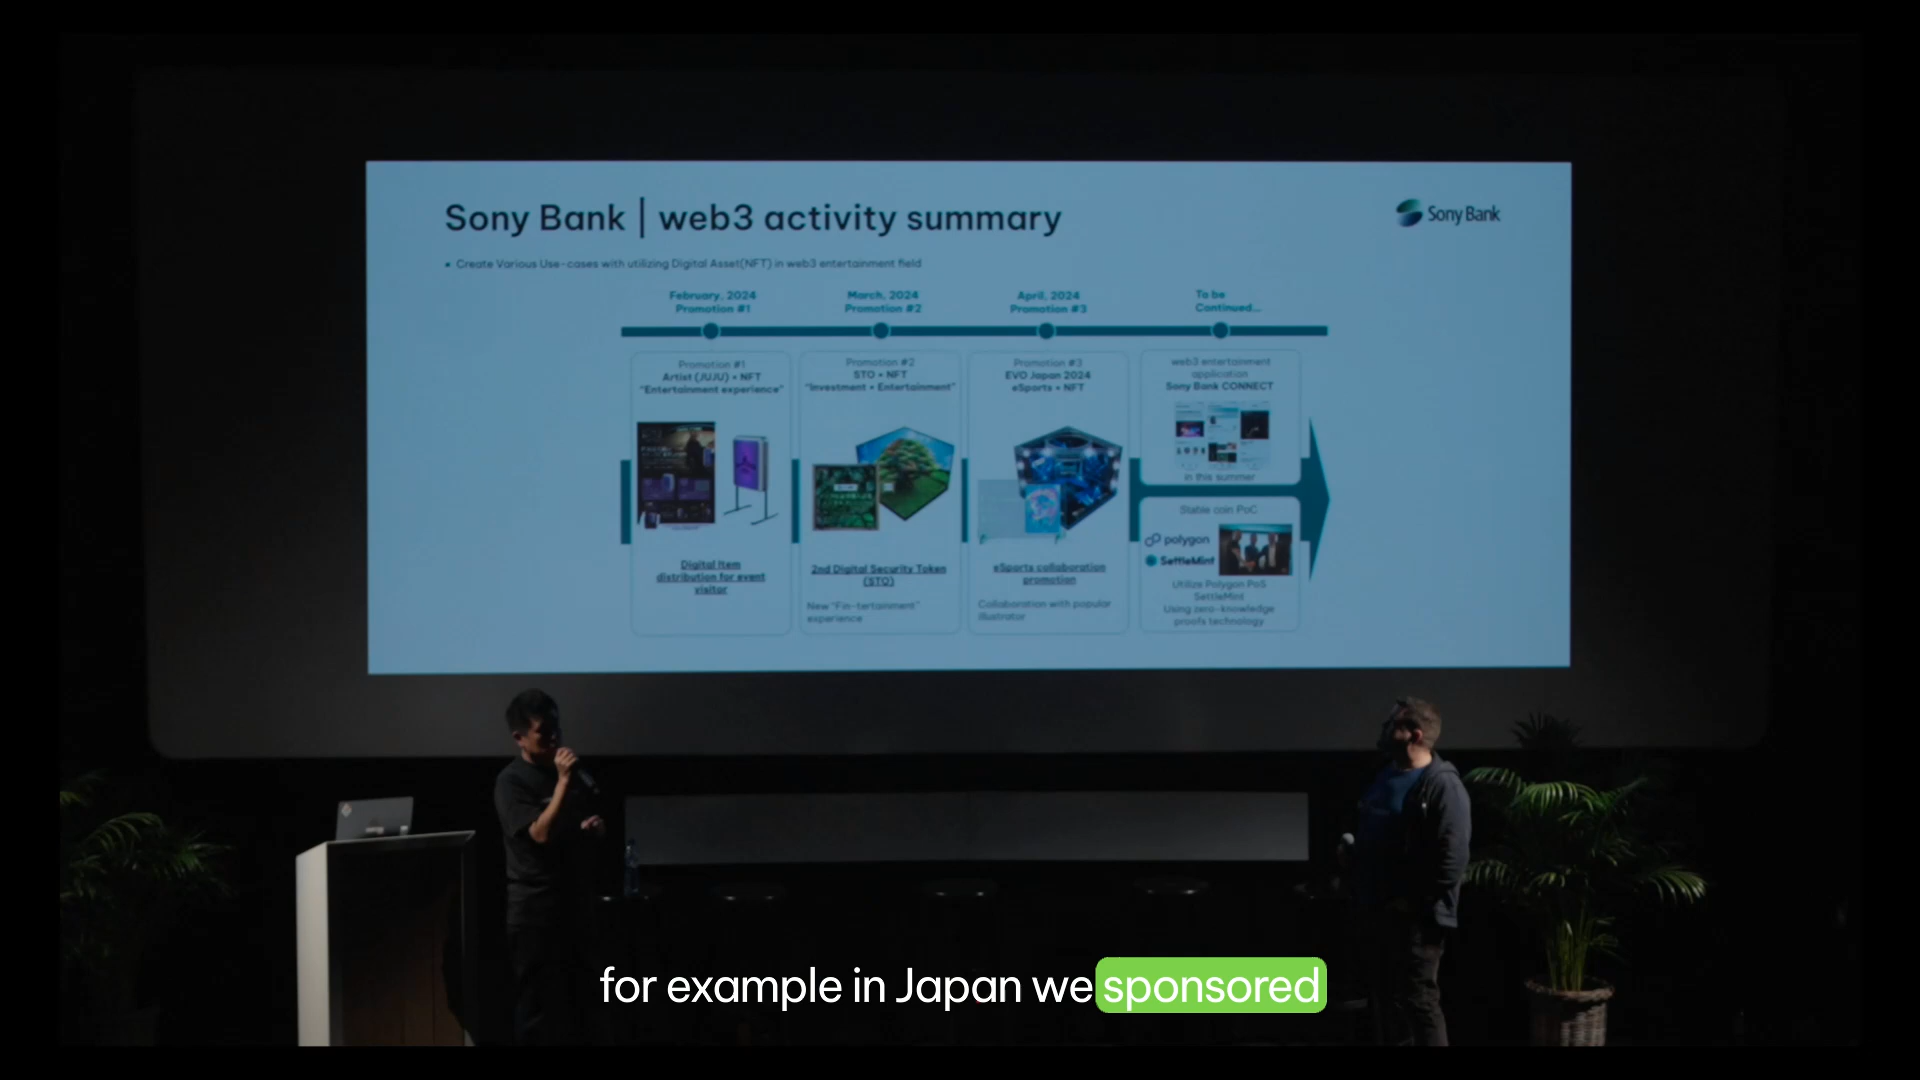 Sony Bank | web3 activity summary
Sony Bank
• Create Various Use-cases with utilizing Digital Asset(NFT) in web3 entertainment field
February, 2024
Promotion #1
March, 2024
Promotion #2
April, 2024
Promotion #3
To be
Continued...
Promotion #1
Artist (JUJU) × NFT
"Entertainment experience"
Promotion #2
STO × NFT
"Investment × Entertainment"
Promotion #3
EVO Japan 2024
eSports × NFT
web3 entertainment
application
Sony Bank CONNECT
in this summer
Digital Item
distribution for event
visitor
2nd Digital Security Token
(STO)
New "Fin-tertainment"
experience
eSports collaboration
promotion
Collaboration with popular
illustrator
Stable coin PoC
polygon
SettleMint
Utilize Polygon PoS
SettleMint
Using zero-knowledge
proofs technology
for example in Japan we sponsored